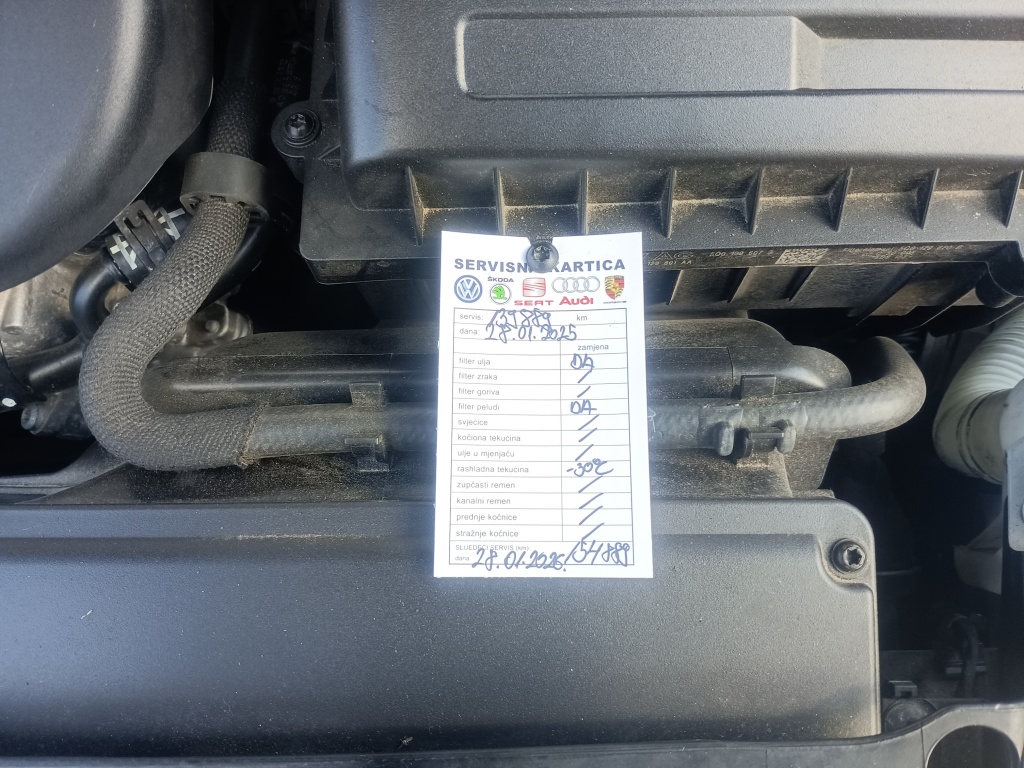 SERVISNA KARTICA
ŠKODA
SEAT Audi
servis: 139889 km
dana: 28.01.2025
zamjena
filter ulja DA
filter zraka /
filter goriva /
filter peludi DA
svjećice /
kočiona tekućina /
ulje u mjenjaču /
rashladna tekućina -30°C
zupčasti remen /
kanalni remen /
prednje kočnice /
stražnje kočnice /
SLIJEDEĆI SERVIS (km)
dana 28.01.2026./154889